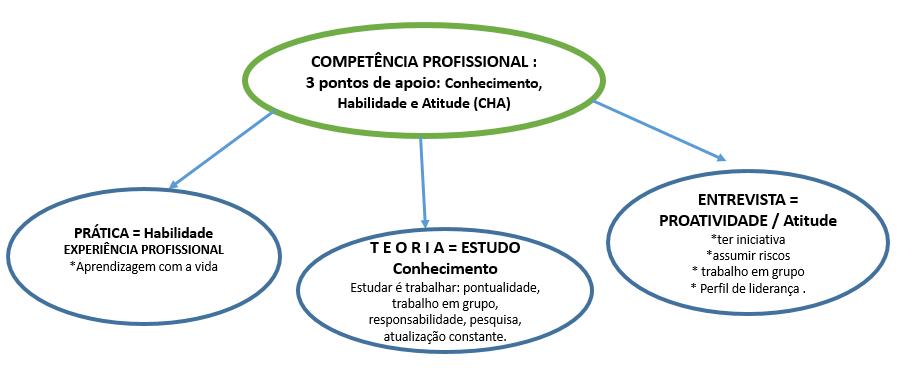 COMPETÊNCIA PROFISSIONAL :
3 pontos de apoio: Conhecimento,
Habilidade e Atitude (CHA)
PRÁTICA = Habilidade
EXPERIÊNCIA PROFISSIONAL
*Aprendizagem com a vida
T E O R I A = ESTUDO
Conhecimento
Estudar é trabalhar: pontualidade,
trabalho em grupo,
responsabilidade, pesquisa,
atualização constante.
ENTREVISTA =
PROATIVIDADE / Atitude
*ter iniciativa
*assumir riscos
* trabalho em grupo
* Perfil de liderança .